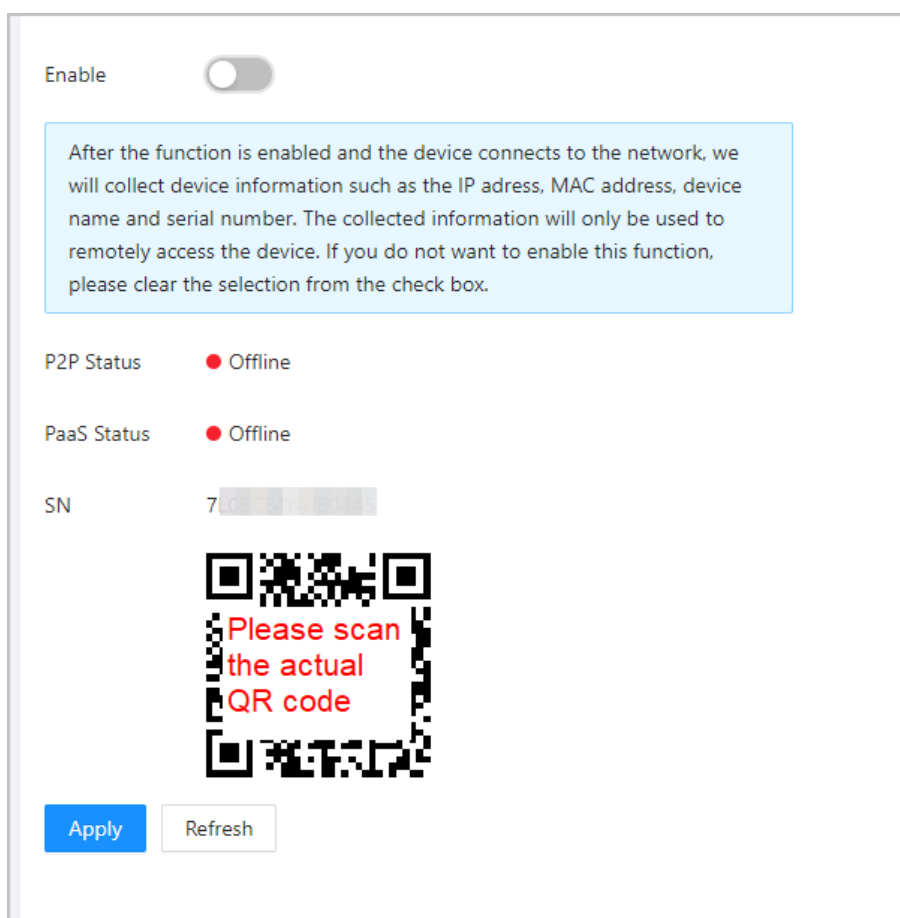 Enable
After the function is enabled and the device connects to the network, we
will collect device information such as the IP adress, MAC address, device
name and serial number. The collected information will only be used to
remotely access the device. If you do not want to enable this function,
please clear the selection from the check box.
P2P Status Offline
PaaS Status Offline
SN
Please scan
the actual
QR code
Apply Refresh